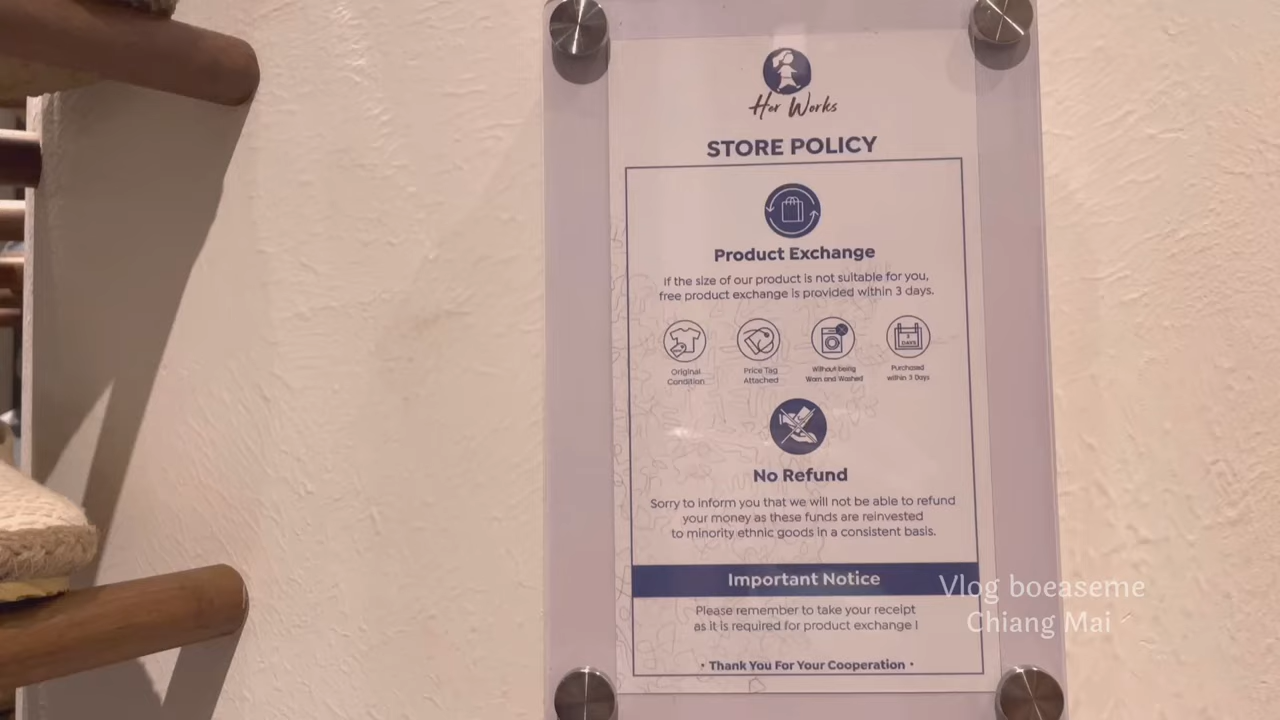 Her Works
STORE POLICY
Product Exchange
If the size of our product is not suitable for you,
free product exchange is provided within 3 days.
Original
Condition
Price Tag
Attached
Without being
Worn and Washed
3
DAYS
Purchased
within 3 Days
No Refund
Sorry to inform you that we will not be able to refund
your money as these funds are reinvested
to minority ethnic goods in a consistent basis.
Important Notice
Please remember to take your receipt
as it is required for product exchange !
• Thank You For Your Cooperation •
Vlog boeaseme
Chiang Mai